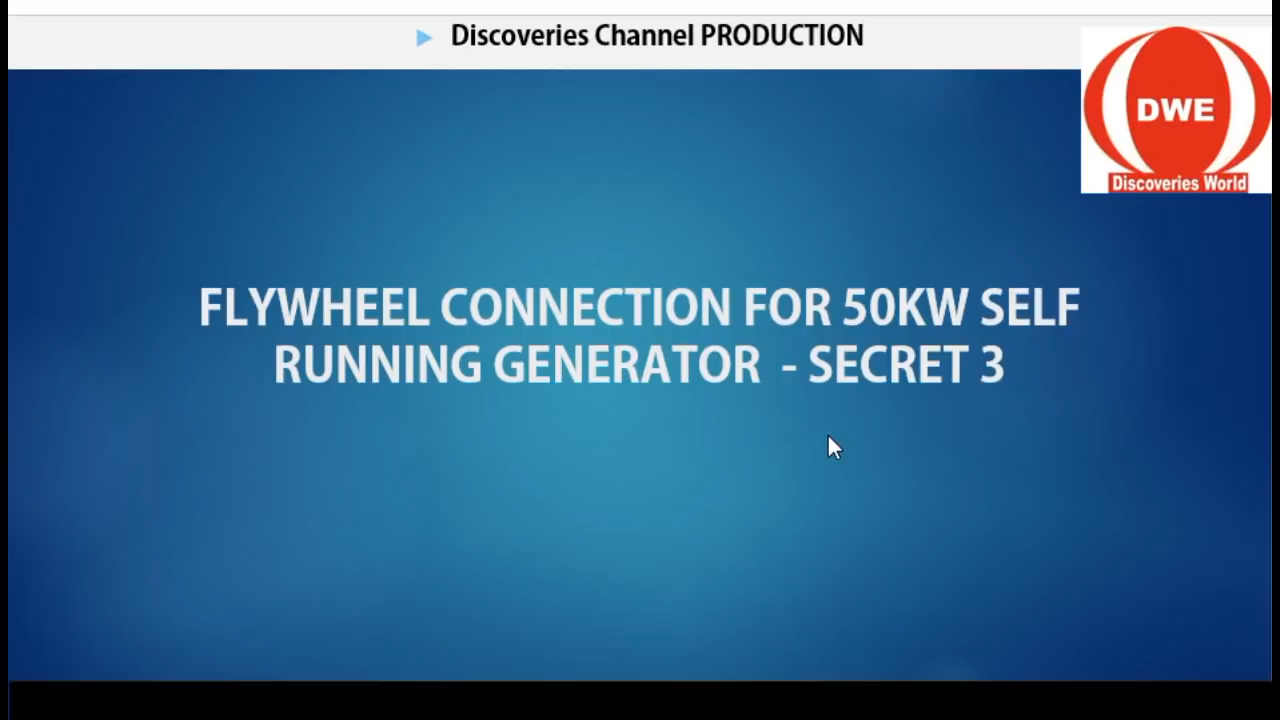 Discoveries Channel PRODUCTION
DWE
Discoveries World
FLYWHEEL CONNECTION FOR 50KW SELF
RUNNING GENERATOR - SECRET 3